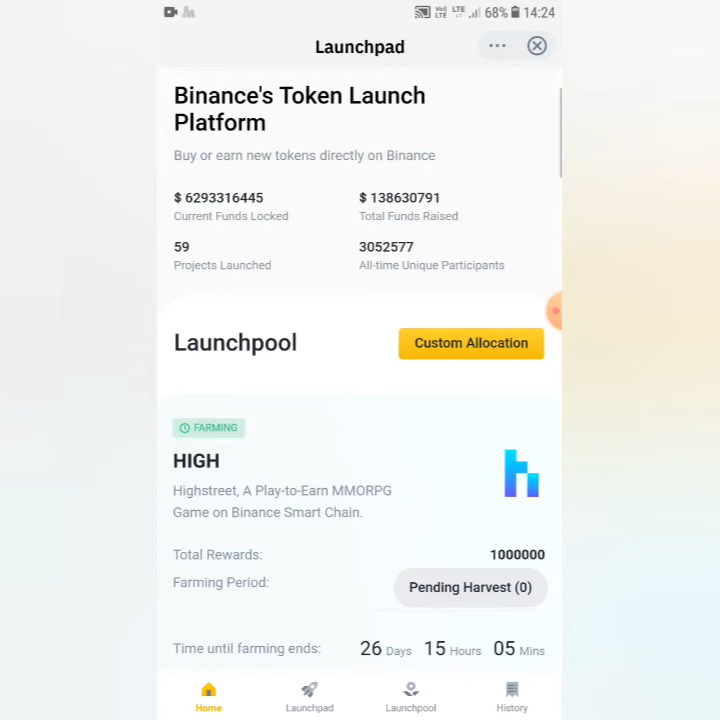 Vo)) LTE 68% 14:24
LTE
Launchpad
Binance's Token Launch
Platform
Buy or earn new tokens directly on Binance
$ 6293316445
Current Funds Locked
$ 138630791
Total Funds Raised
59
Projects Launched
3052577
All-time Unique Participants
Launchpool
Custom Allocation
FARMING
HIGH
Highstreet, A Play-to-Earn MMORPG
Game on Binance Smart Chain.
Total Rewards: 1000000
Farming Period:
Pending Harvest (0)
Time until farming ends: 26 Days 15 Hours 05 Mins
Home Launchpad Launchpool History